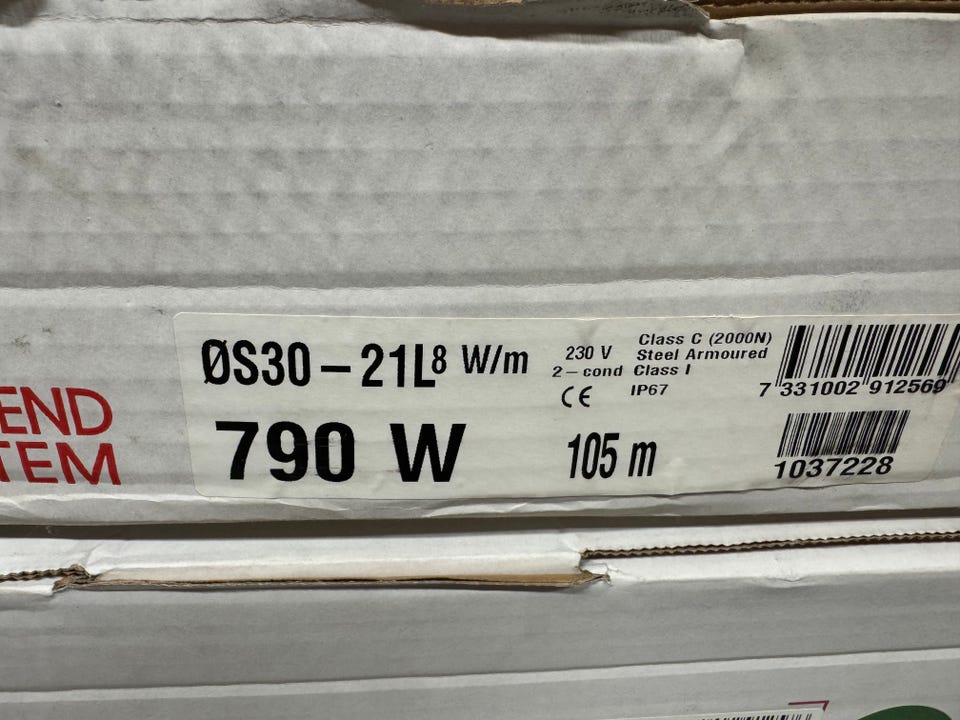 ØS30-21L8 W/m
230 V
2-cond
CE
Class C (2000N)
Steel Armoured
Class I
IP67
7 331002 912569
END
TEM
790 W
105 m
1037228